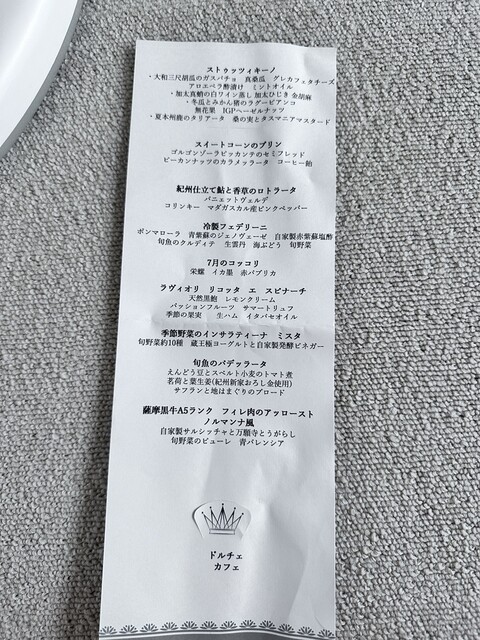 ストゥッツィキーノ
・大和三尺胡瓜のガスパチョ 真桑瓜 グレカフェタチーズ
アロエベラ酢漬け ミントオイル
・加太真蛸の白ワイン蒸し 加太ひじき 金胡麻
・冬瓜とみかん猪のラグービアンコ
無花果 IGPヘーゼルナッツ
・夏本州鹿のタリアータ 桑の実とタスマニアマスタード
スイートコーンのプリン
ゴルゴンゾーラピッカンテのセミフレッド
ピーカンナッツのカラメッラータ コーヒー飴
紀州仕立て鮎と香草のロトラータ
パニェットヴェルデ
コリンキー マダガスカル産ピンクペッパー
冷製フェデリーニ
ポンマローラ 青紫蘇のジェノヴェーゼ 自家製赤紫蘇塩酢
旬魚のクルディテ 生雲丹 海ぶどう 旬野菜
7月のコッコリ
栄螺 イカ墨 赤パプリカ
ラヴィオリ リコッタ エ スピナーチ
天然黒鮑 レモンクリーム
パッションフルーツ サマートリュフ
季節の果実 生ハム イタバセオイル
季節野菜のインサラティーナ ミスタ
旬野菜約10種 蔵王極ヨーグルトと自家製発酵ビネガー
旬魚のパデッラータ
えんどう豆とスペルト小麦のトマト煮
茗荷と葉生姜(紀州新家おろし金使用)
サフランと地はまぐりのブロード
薩摩黒牛A5ランク フィレ肉のアッロースト
ノルマンナ風
自家製サルシッチャと万願寺とうがらし
旬野菜のピューレ 青バレンシア
ドルチェ
カフェ